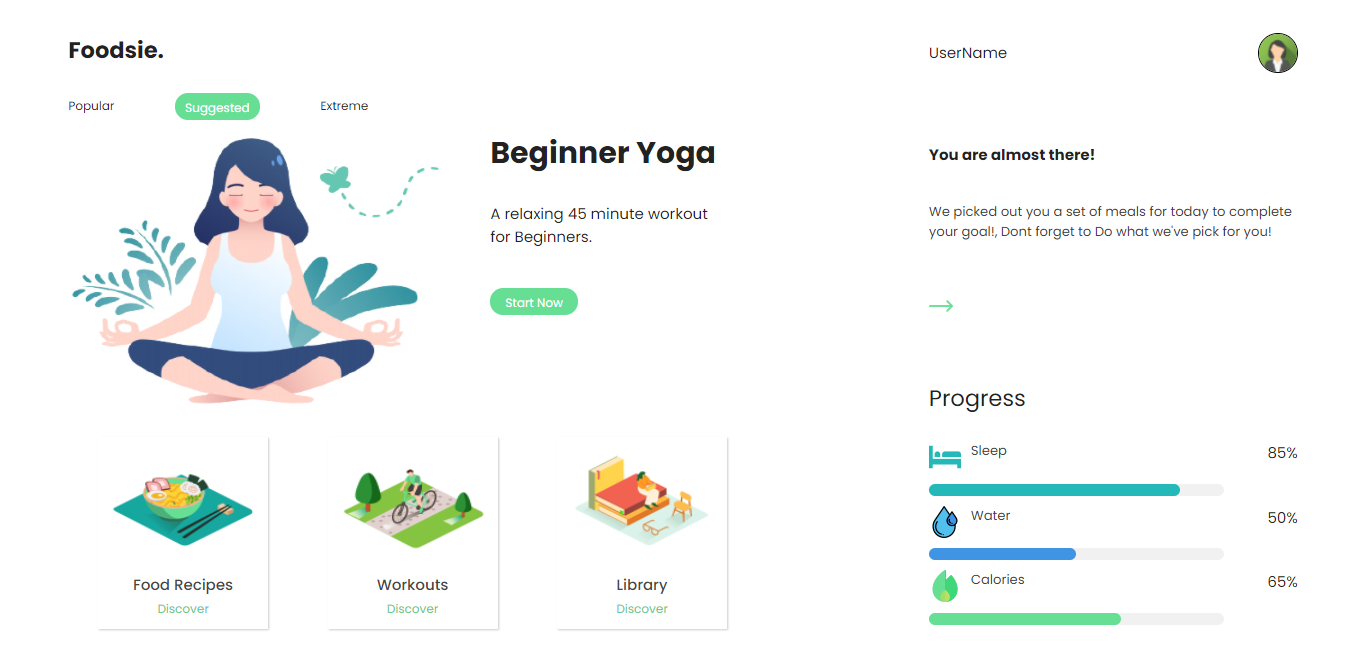 Foodsie.
UserName
Popular
Suggested
Extreme
Beginner Yoga
A relaxing 45 minute workout
for Beginners.
Start Now
You are almost there!
We picked out you a set of meals for today to complete
your goal!, Dont forget to Do what we've pick for you!
Progress
Sleep
85%
Water
50%
Calories
65%
Food Recipes
Discover
Workouts
Discover
Library
Discover